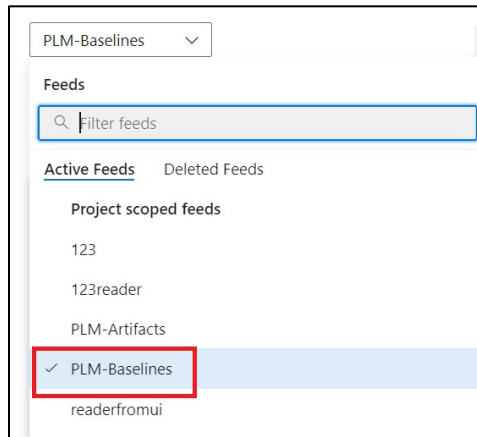 PLM-Baselines
Feeds
Filter feeds
Active Feeds Deleted Feeds
Project scoped feeds
123
123reader
PLM-Artifacts
PLM-Baselines
readerfromui